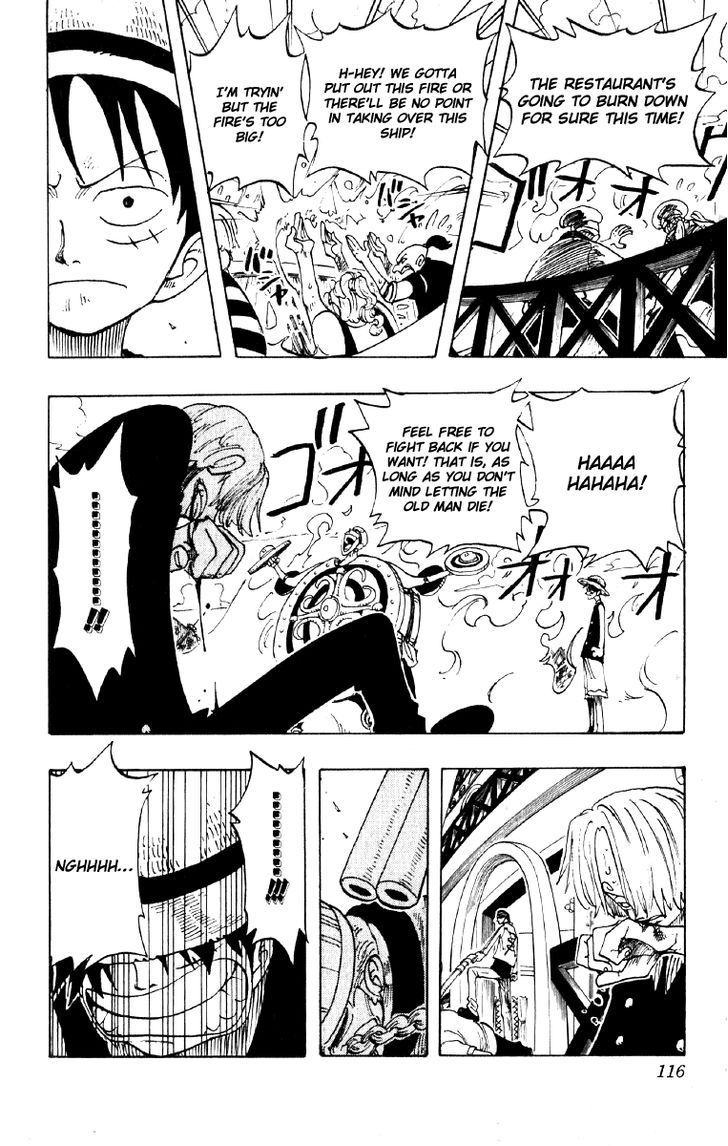 THE RESTAURANT'S
GOING TO BURN DOWN
FOR SURE THIS TIME!
H-HEY! WE GOTTA
PUT OUT THIS FIRE OR
THERE'LL BE NO POINT
IN TAKING OVER THIS
SHIP!
I'M TRYIN'
BUT THE
FIRE'S TOO
BIG!
ゴオオ
バシャ
バシャ
HAAAA
HAHAHA!
FEEL FREE TO
FIGHT BACK IF YOU
WANT! THAT IS, AS
LONG AS YOU DON'T
MIND LETTING THE
OLD MAN DIE!
ゴオ
オオオ
............!!
............!!!
NGHHHH...
116